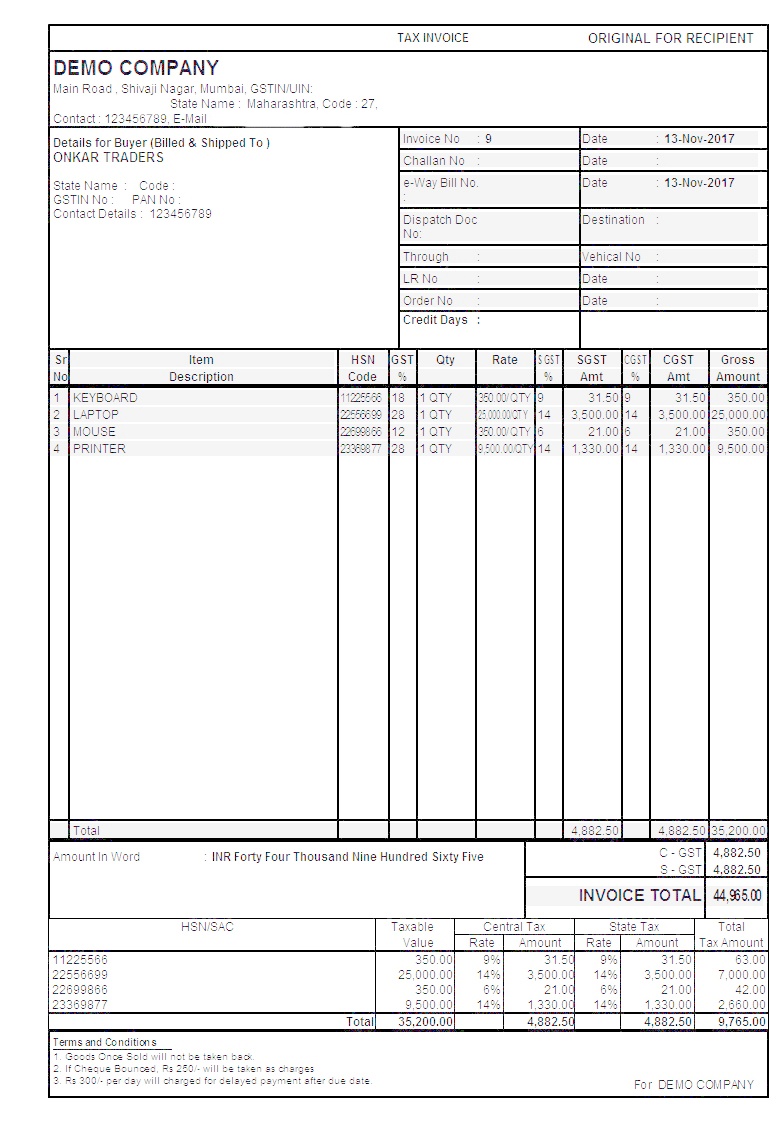 TAX INVOICE ORIGINAL FOR RECIPIENT
DEMO COMPANY
Main Road , Shivaji Nagar, Mumbai, GSTIN/UIN:
State Name : Maharashtra, Code : 27,
Contact : 123456789, E-Mail
Details for Buyer (Billed & Shipped To )
ONKAR TRADERS
State Name : Code :
GSTIN No : PAN No :
Contact Details : 123456789
Invoice No : 9 Date : 13-Nov-2017
Challan No : Date :
e-Way Bill No. Date : 13-Nov-2017
:
Dispatch Doc Destination :
No:
Through : Vehical No :
LR No : Date :
Order No : Date :
Credit Days :
Sr Item HSN GST Qty Rate SGST SGST CGST CGST Gross
No Description Code % % Amt % Amt Amount
1 KEYBOARD 11225566 18 1 QTY 350.00/QTY 9 31.50 9 31.50 350.00
2 LAPTOP 22556699 28 1 QTY 25,000.00/QTY 14 3,500.00 14 3,500.00 25,000.00
3 MOUSE 22699866 12 1 QTY 350.00/QTY 6 21.00 6 21.00 350.00
4 PRINTER 23369877 28 1 QTY 9,500.00/QTY 14 1,330.00 14 1,330.00 9,500.00
Total 4,882.50 4,882.50 35,200.00
Amount In Word : INR Forty Four Thousand Nine Hundred Sixty Five
C - GST 4,882.50
S - GST 4,882.50
INVOICE TOTAL 44,965.00
HSN/SAC Taxable Central Tax State Tax Total
Value Rate Amount Rate Amount Tax Amount
11225566 350.00 9% 31.50 9% 31.50 63.00
22556699 25,000.00 14% 3,500.00 14% 3,500.00 7,000.00
22699866 350.00 6% 21.00 6% 21.00 42.00
23369877 9,500.00 14% 1,330.00 14% 1,330.00 2,660.00
Total 35,200.00 4,882.50 4,882.50 9,765.00
Terms and Conditions
1. Goods Once Sold will not be taken back.
2. If Cheque Bounced, Rs 250/- will be taken as charges
3. Rs 300/- per day will charged for delayed payment after due date.
For DEMO COMPANY